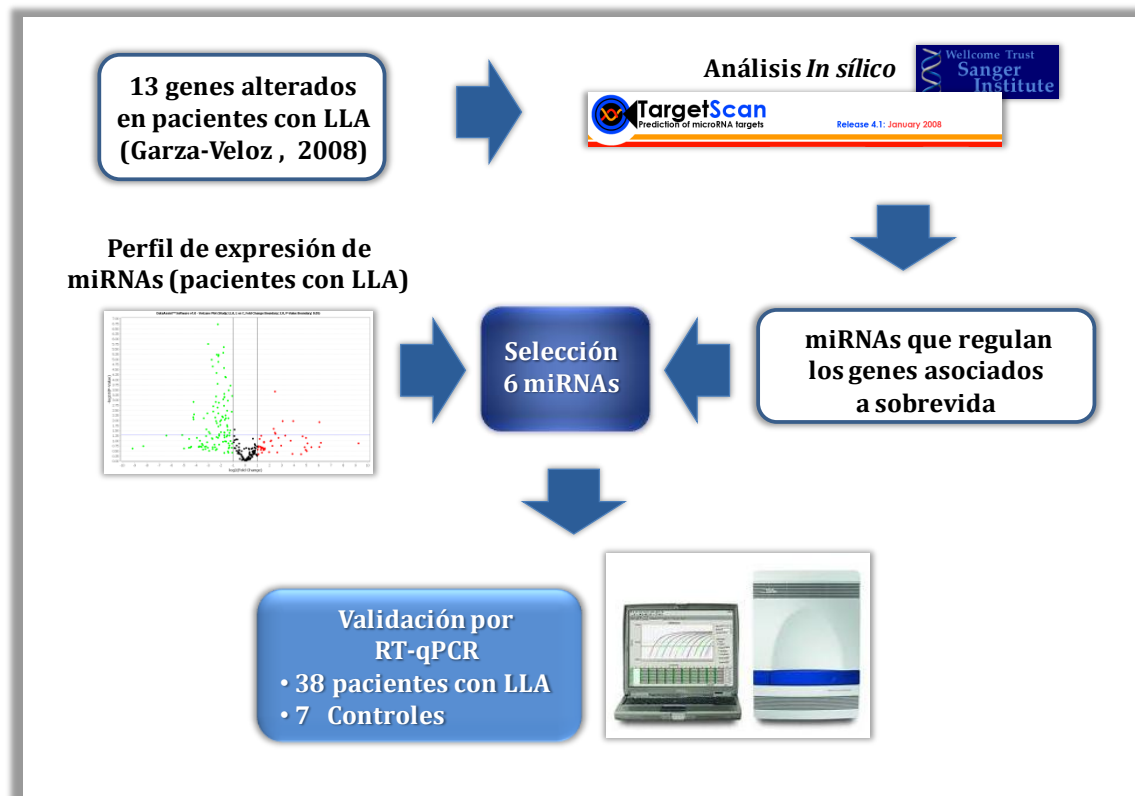 13 genes alterados
en pacientes con LLA
(Garza-Veloz , 2008)
Análisis In sílico
Wellcome Trust
Sanger
Institute
TargetScan
Prediction of microRNA targets
Release 4.1: January 2008
Perfil de expresión de
miRNAs (pacientes con LLA)
Selección
6 miRNAs
miRNAs que regulan
los genes asociados
a sobrevida
Validación por
RT-qPCR
• 38 pacientes con LLA
• 7 Controles